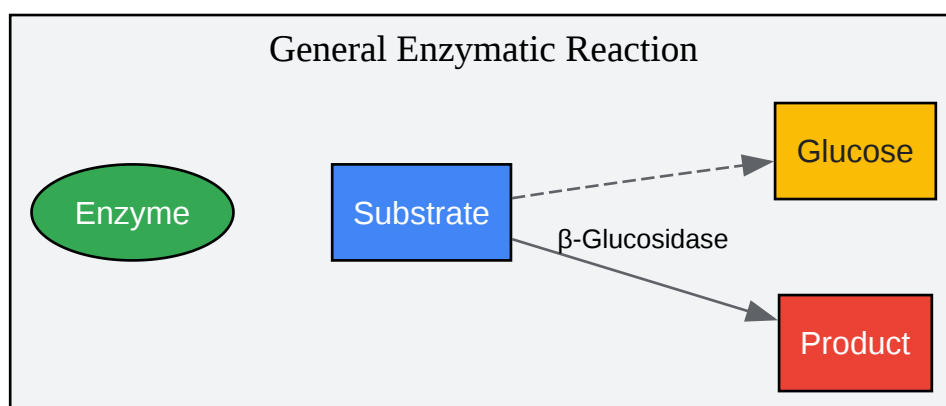 General Enzymatic Reaction
Glucose
Enzyme
Substrate
β-Glucosidase
Product